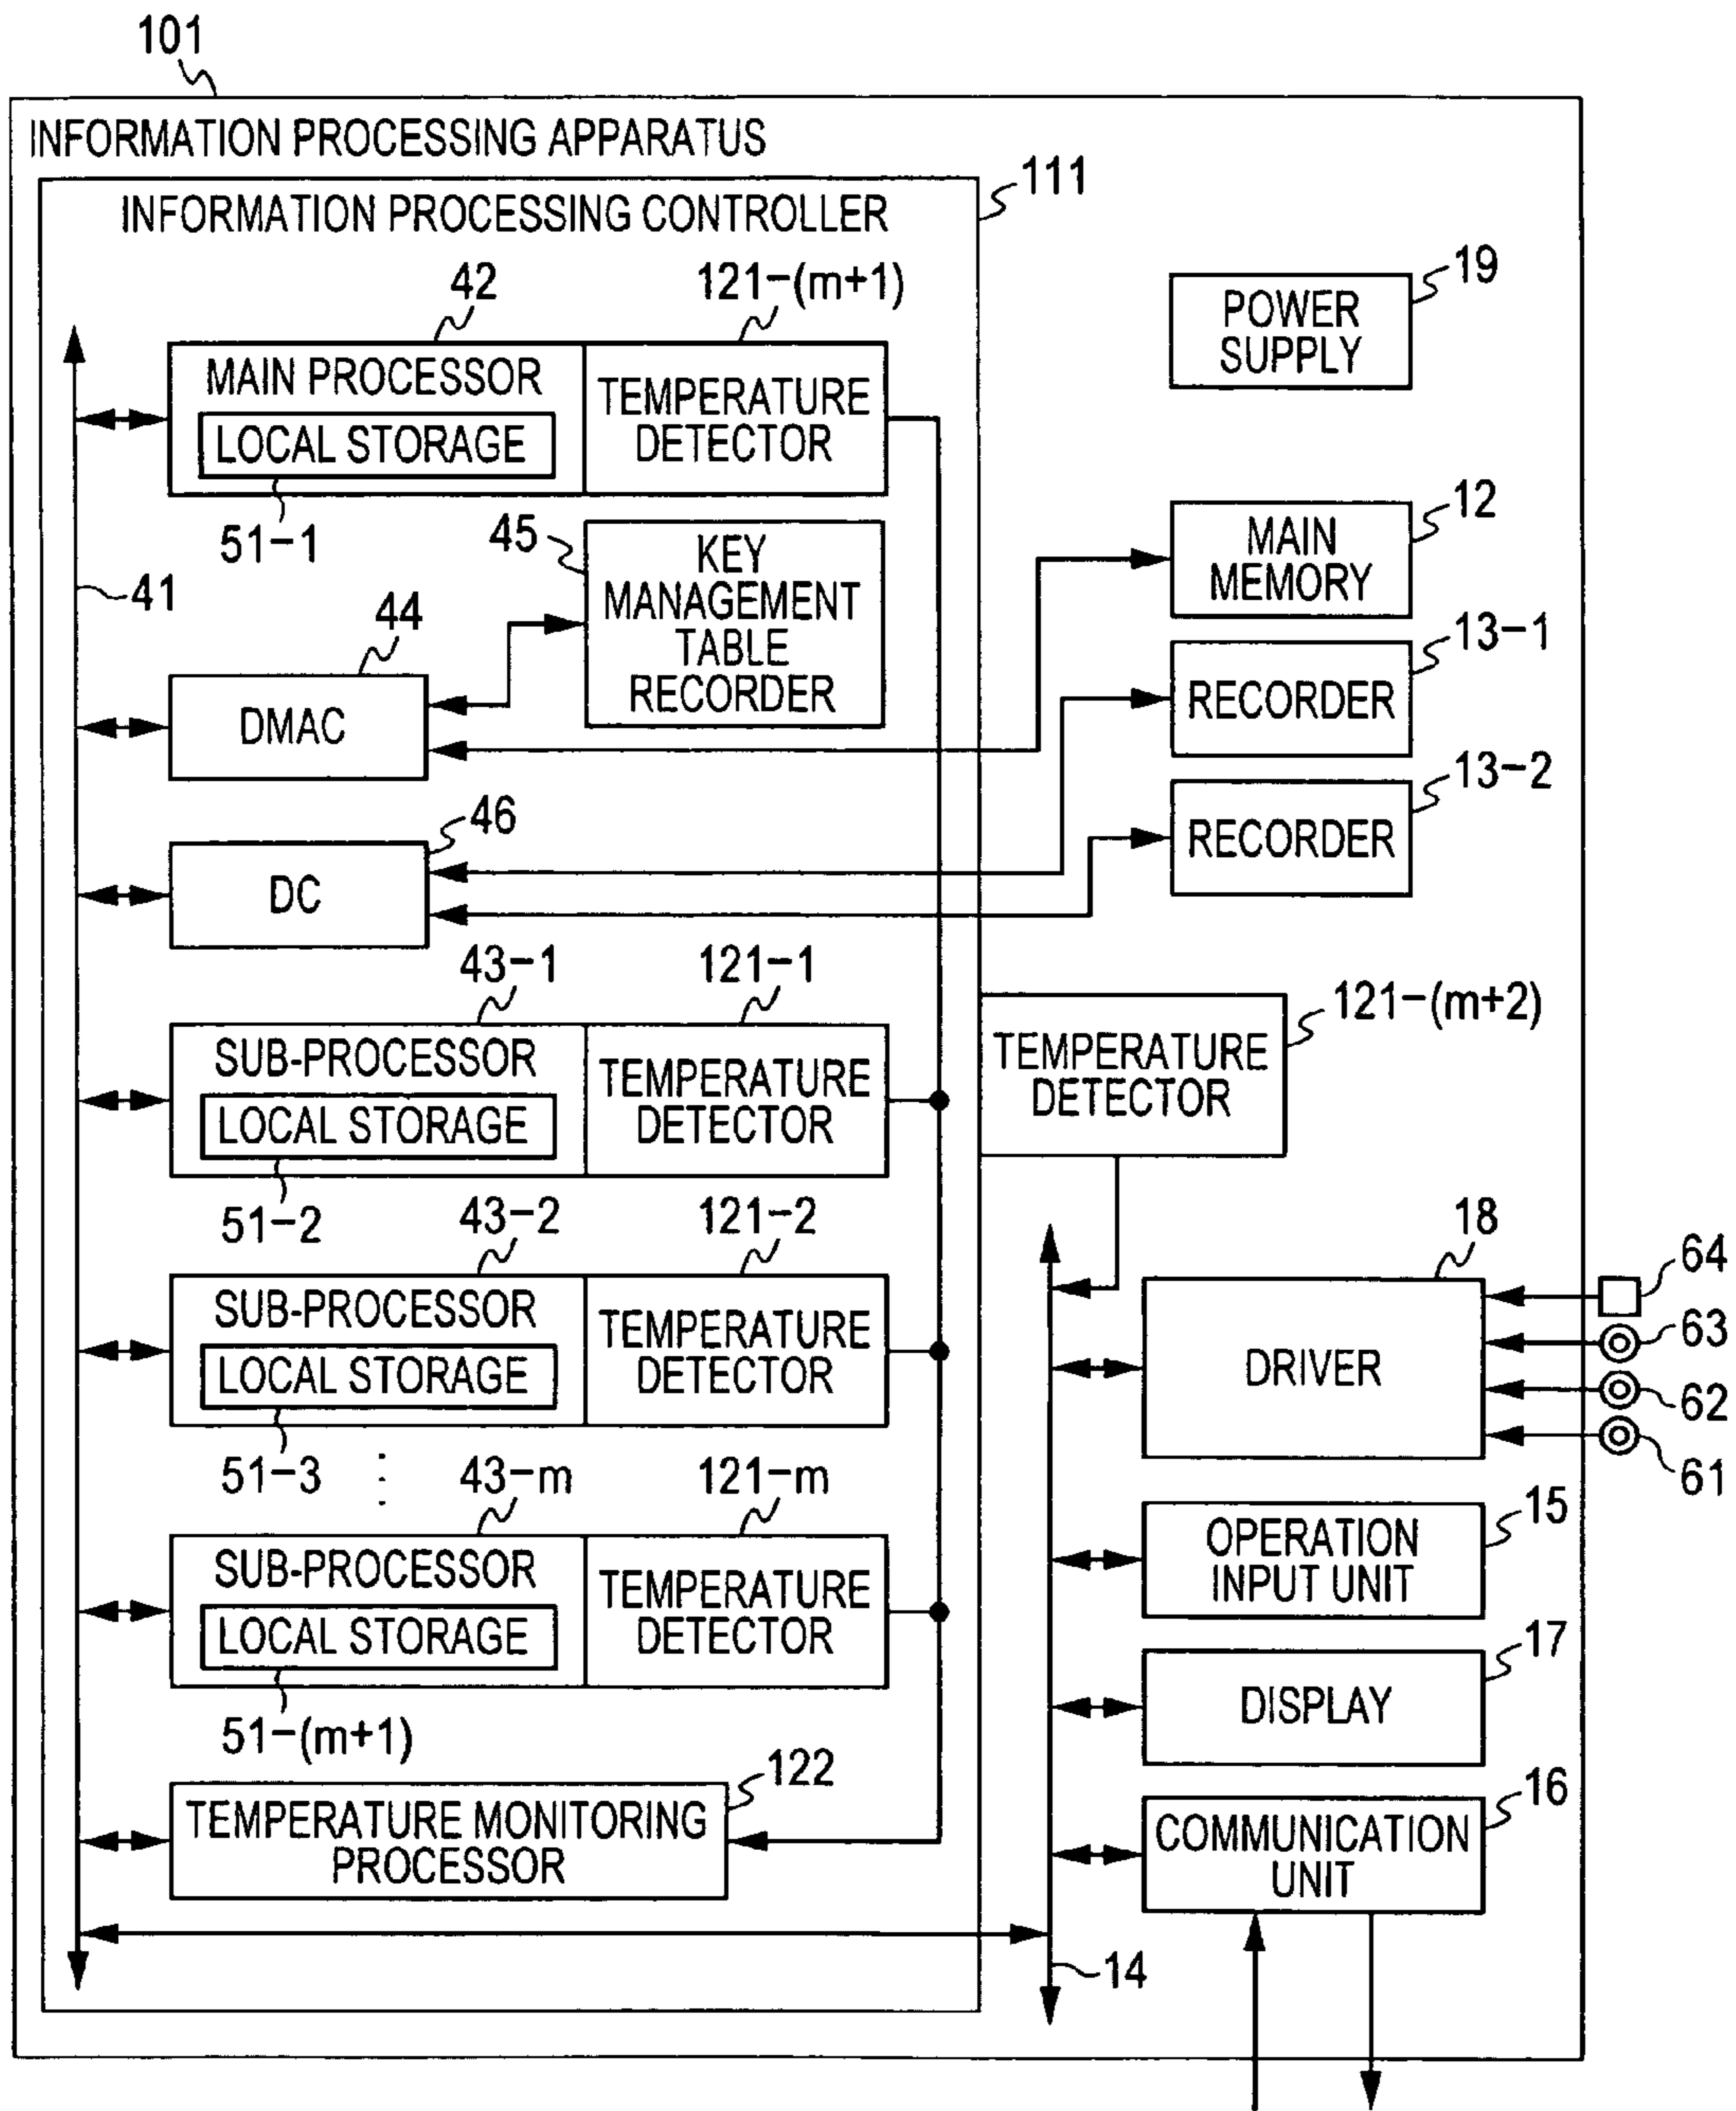 101
INFORMATION PROCESSING APPARATUS
111
INFORMATION PROCESSING CONTROLLER
42
121-(m+1)
MAIN PROCESSOR
LOCAL STORAGE
51-1
TEMPERATURE
DETECTOR
19
POWER
SUPPLY
41
45
KEY
MANAGEMENT
TABLE
RECORDER
12
MAIN
MEMORY
44
DMAC
13-1
RECORDER
13-2
RECORDER
46
DC
43-1
121-1
SUB-PROCESSOR
LOCAL STORAGE
51-2
TEMPERATURE
DETECTOR
121-(m+2)
TEMPERATURE
DETECTOR
43-2
121-2
SUB-PROCESSOR
LOCAL STORAGE
51-3
TEMPERATURE
DETECTOR
18
DRIVER
64
63
62
61
43-m
121-m
SUB-PROCESSOR
LOCAL STORAGE
51-(m+1)
TEMPERATURE
DETECTOR
15
OPERATION
INPUT UNIT
17
DISPLAY
122
TEMPERATURE MONITORING
PROCESSOR
16
COMMUNICATION
UNIT
14